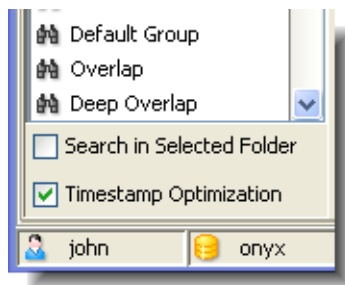 Default Group
Overlap
Deep Overlap
Search in Selected Folder
Timestamp Optimization
john onyx